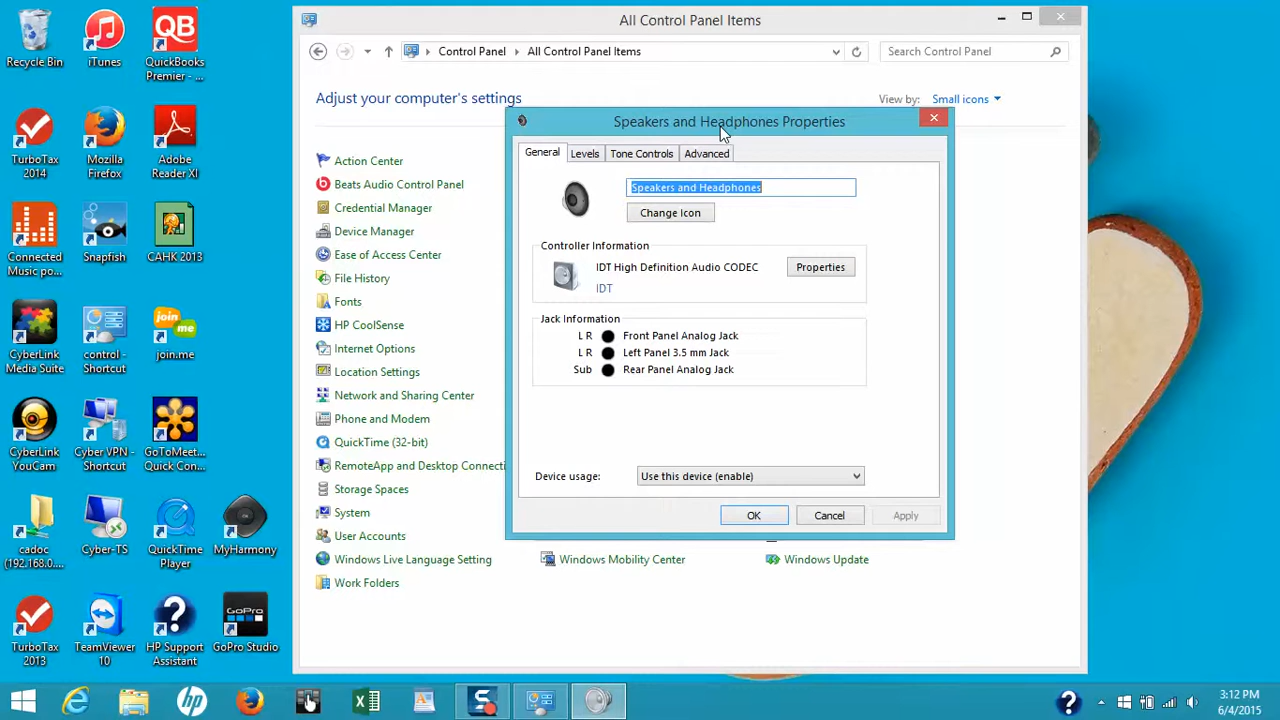 All Control Panel Items
Control Panel
All Control Panel Items
Search Control Panel
Adjust your computer's settings
View by:
Small icons
Action Center
Beats Audio Control Panel
Credential Manager
Device Manager
Ease of Access Center
File History
Fonts
HP CoolSense
Internet Options
Location Settings
Network and Sharing Center
Phone and Modem
QuickTime (32-bit)
RemoteApp and Desktop Connecti
Storage Spaces
System
User Accounts
Windows Live Language Setting
Work Folders
Windows Mobility Center
Windows Update
Speakers and Headphones Properties
General
Levels
Tone Controls
Advanced
Speakers and Headphones
Change Icon
Controller Information
IDT High Definition Audio CODEC
Properties
IDT
Jack Information
L R
Front Panel Analog Jack
L R
Left Panel 3.5 mm Jack
Sub
Rear Panel Analog Jack
Device usage:
Use this device (enable)
OK
Cancel
Apply
Recycle Bin
iTunes
QB
QuickBooks
Premier - ...
TurboTax
2014
Mozilla
Firefox
Adobe
Reader XI
Connected
Music po...
Snapfish
CAHK 2013
CyberLink
Media Suite
control -
Shortcut
join
me
join.me
CyberLink
YouCam
Cyber VPN -
Shortcut
GoToMeet...
Quick Con...
cadoc
(192.168.0....
Cyber-TS
QuickTime
Player
MyHarmony
TurboTax
2013
TeamViewer
10
HP Support
Assistant
GoPro
GoPro Studio
hp
3:12 PM
6/4/2015